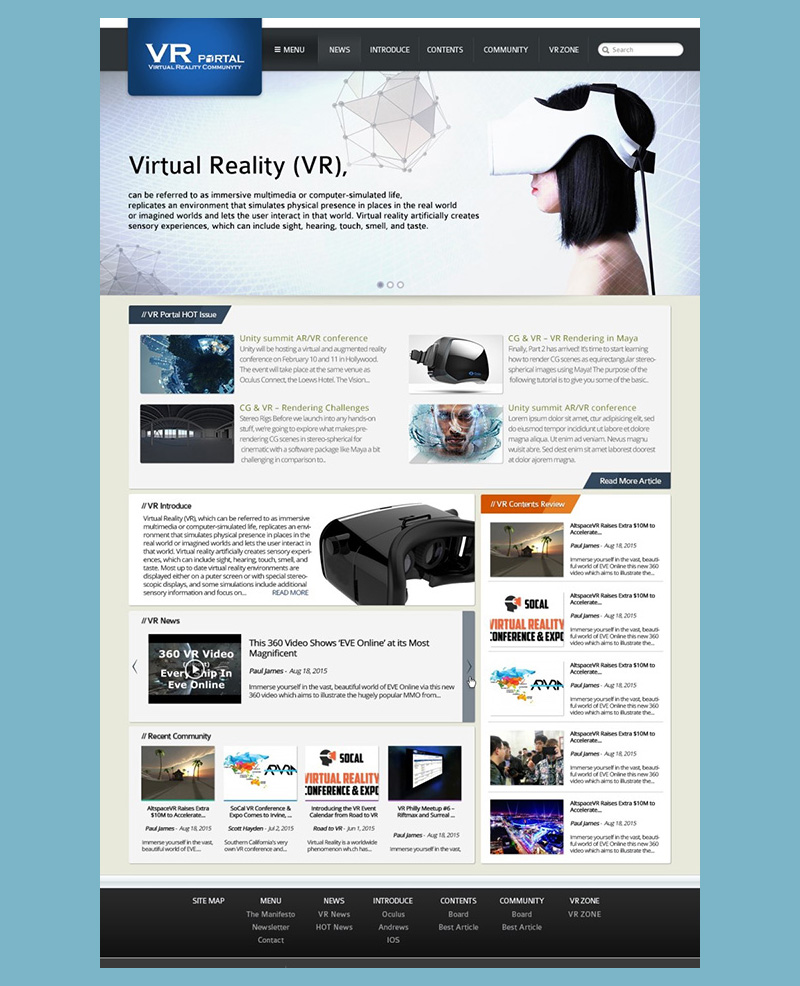 VR PORTAL
VIRTUAL REALITY COMMUNYTY
≡ MENU
NEWS
INTRODUCE
CONTENTS
COMMUNITY
VR ZONE
Search
Virtual Reality (VR),
can be referred to as immersive multimedia or computer-simulated life,
replicates an environment that simulates physical presence in places in the real world
or imagined worlds and lets the user interact in that world. Virtual reality artificially creates
sensory experiences, which can include sight, hearing, touch, smell, and taste.
// VR Portal HOT Issue
Unity summit AR/VR conference
Unity will be hosting a virtual and augmented reality
conference on February 10 and 11 in Hollywood.
The event will take place at the same venue as
Oculus Connect, the Loews Hotel. The Vision...
CG & VR – VR Rendering in Maya
Finally, Part 2 has arrived! It's time to start learning
how to render CG scenes as equirectangular stereo-
spherical images using Maya! The purpose of the
following tutorial is to give you some of the basic..
CG & VR – Rendering Challenges
Stereo Rigs Before we launch into any hands-on
stuff, we're going to explore what makes pre-
rendering CG scenes in stereo-spherical for
cinematic with a software package like Maya a bit
challenging in comparison to..
Unity summit AR/VR conference
Lorem ipsum dolor sit amet, ctur adipisicing elit, sed
do eiusmod tempor incididunt ut labore et dolore
magna aliqua. Ut enim ad veniam. Nevus magnu
wuisit abre. Sed dest enim sit amet laborest doorest
at dolor ajorem magna.
Read More Article
// VR Introduce
Virtual Reality (VR), which can be referred to as immersive
multimedia or computer-simulated life, replicates an envi-
ronment that simulates physical presence in places in the
real world or imagined worlds and lets the user interact in
that world. Virtual reality artificially creates sensory experi-
ences, which can include sight, hearing, touch, smell, and
taste. Most up to date virtual reality environments are
displayed either on a puter screen or with special stereo-
scopic displays, and some simulations include additional
sensory information and focus on...
READ MORE
// VR News
360 VR Video
Every Ship In
Eve Online
This 360 Video Shows ‘EVE Online’ at its Most
Magnificent
Paul James - Aug 18, 2015
Immerse yourself in the vast, beautiful world of EVE Online via this new
360 video which aims to illustrate the hugely popular MMO from...
// Recent Community
AltspaceVR Raises Extra
$10M to Accelerate...
Paul James - Aug 18, 2015
Immerse yourself in the vast,
beautiful world of EVE....
SoCal VR Conference &
Expo Comes to Irvine, ...
Scott Hayden - Jul 2, 2015
Southern California's very
own VR conference and...
SOCAL
VIRTUAL REALITY
CONFERENCE & EXPO
Introducing the VR Event
Calendar from Road to VR
Road to VR - Jun 1, 2015
Virtual Reality is a worldwide
phenomenon wh.ch has...
VR Philly Meetup #6 –
Riftmax and Surreal ...
Paul James - Aug 18, 2015
immerse yourself in the vast,
// VR Contents Review
AltspaceVR Raises Extra $10M to
Accelerate...
Paul James - Aug 18, 2015
Immerse yourself in the vast, beauti-
ful world of EVE Online this new 360
video which aims to illustrate the...
SOCAL
VIRTUAL REALITY
CONFERENCE & EXPO
AltspaceVR Raises Extra $10M to
Accelerate...
Paul James - Aug 18, 2015
Immerse yourself in the vast, beauti-
ful world of EVE Online this new 360
video which aims to illustrate the...
AltspaceVR Raises Extra $10M to
Accelerate...
Paul James - Aug 18, 2015
Immerse yourself in the vast, beauti-
ful world of EVE Online this new 360
video which aims to illustrate the...
AltspaceVR Raises Extra $10M to
Accelerate...
Paul James - Aug 18, 2015
Immerse yourself in the vast, beauti-
ful world of EVE Online this new 360
video which aims to illustrate the...
AltspaceVR Raises Extra $10M to
Accelerate...
Paul James - Aug 18, 2015
Immerse yourself in the vast, beauti-
ful world of EVE Online this new 360
video which aims to illustrate the...
SITE MAP
MENU
The Manifesto
Newsletter
Contact
NEWS
VR News
HOT News
INTRODUCE
Oculus
Andrews
IOS
CONTENTS
Board
Best Article
COMMUNITY
Board
Best Article
VR ZONE
VR ZONE